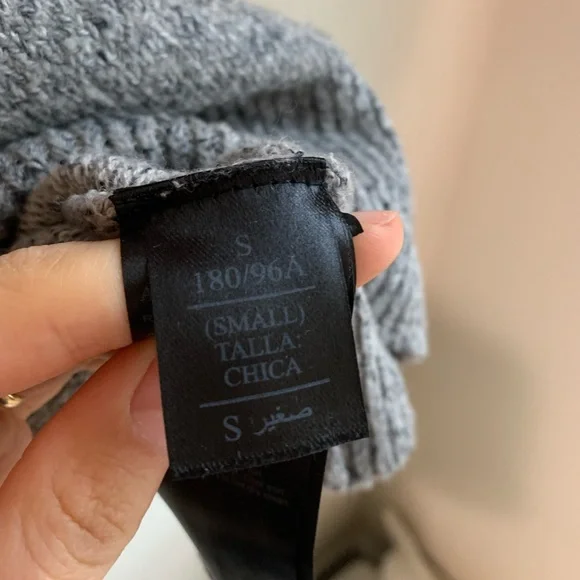 S
180/96A
(SMALL)
TALLA:
CHICA
S صغير: